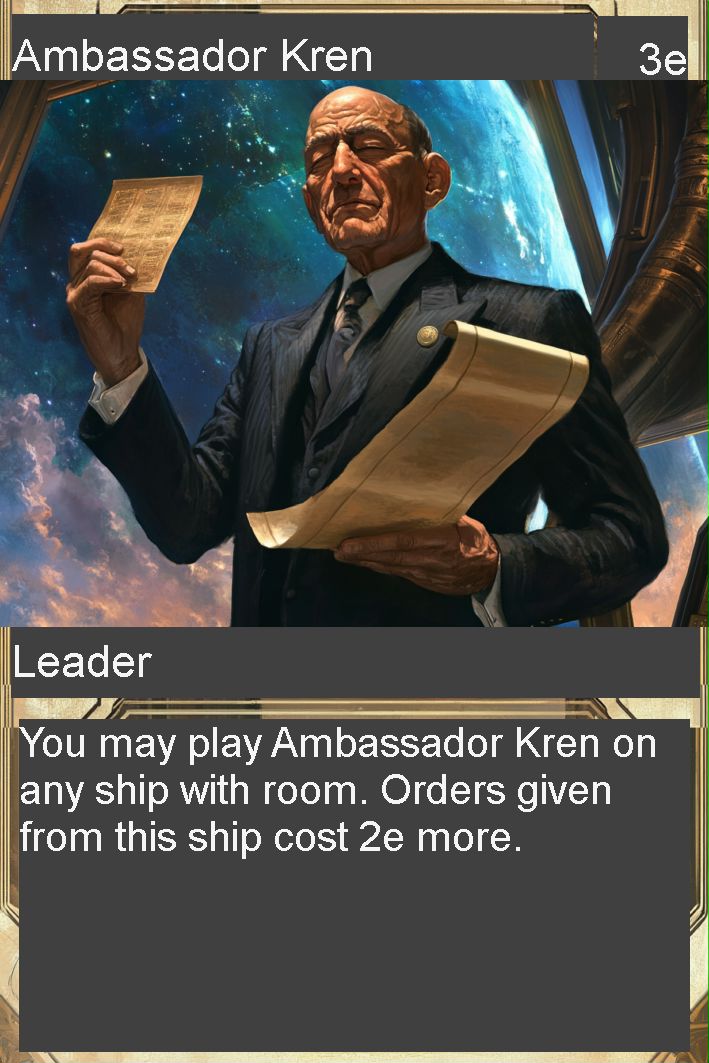 Ambassador Kren
3e
Leader
You may play Ambassador Kren on
any ship with room. Orders given
from this ship cost 2e more.